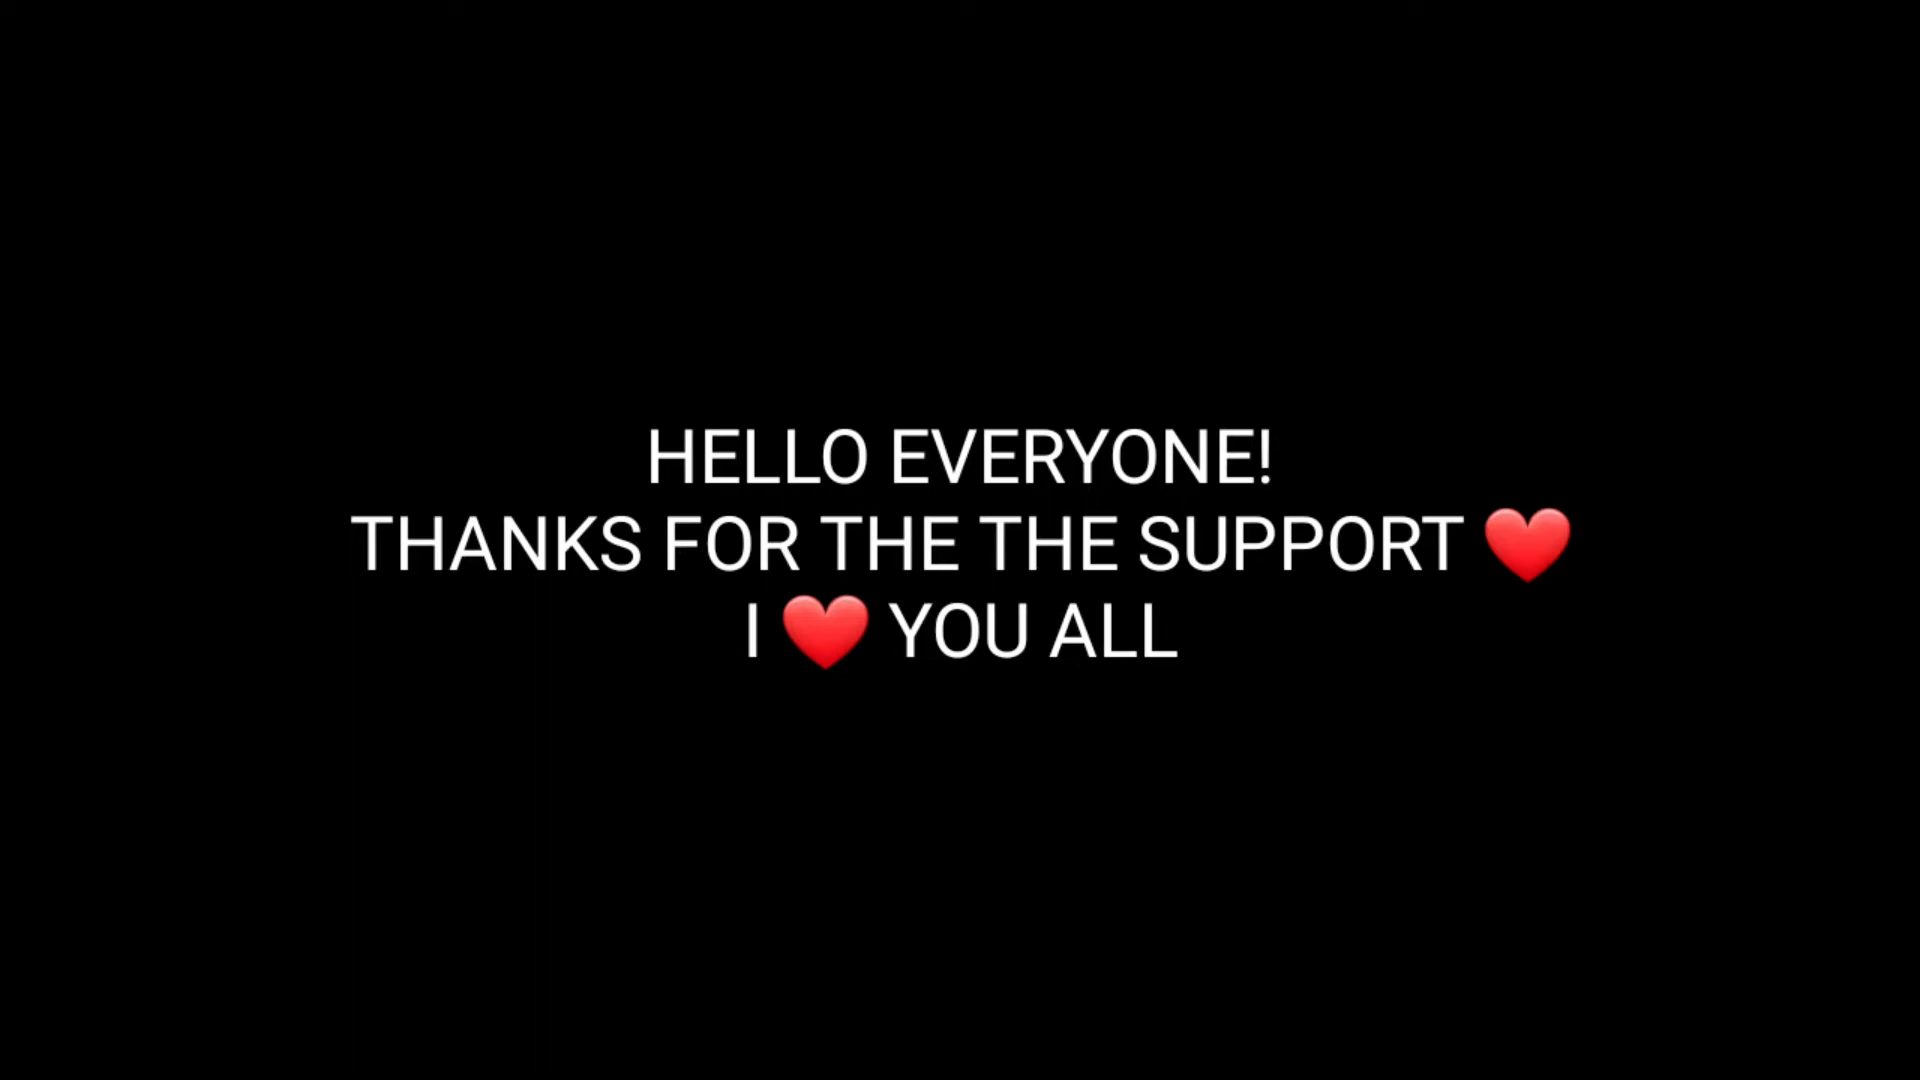 HELLO EVERYONE!
THANKS FOR THE THE SUPPORT ❤️
I ❤️ YOU ALL